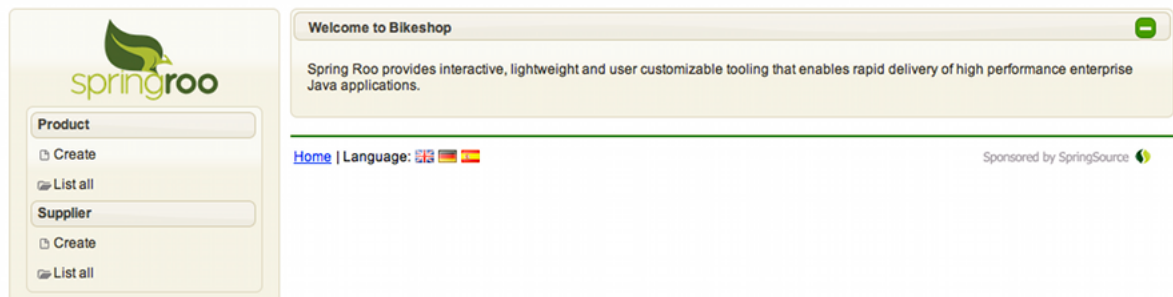 springroo
Product
Create
List all
Supplier
Create
List all
Welcome to Bikeshop
Spring Roo provides interactive, lightweight and user customizable tooling that enables rapid delivery of high performance enterprise
Java applications.
Home | Language:
Sponsored by SpringSource